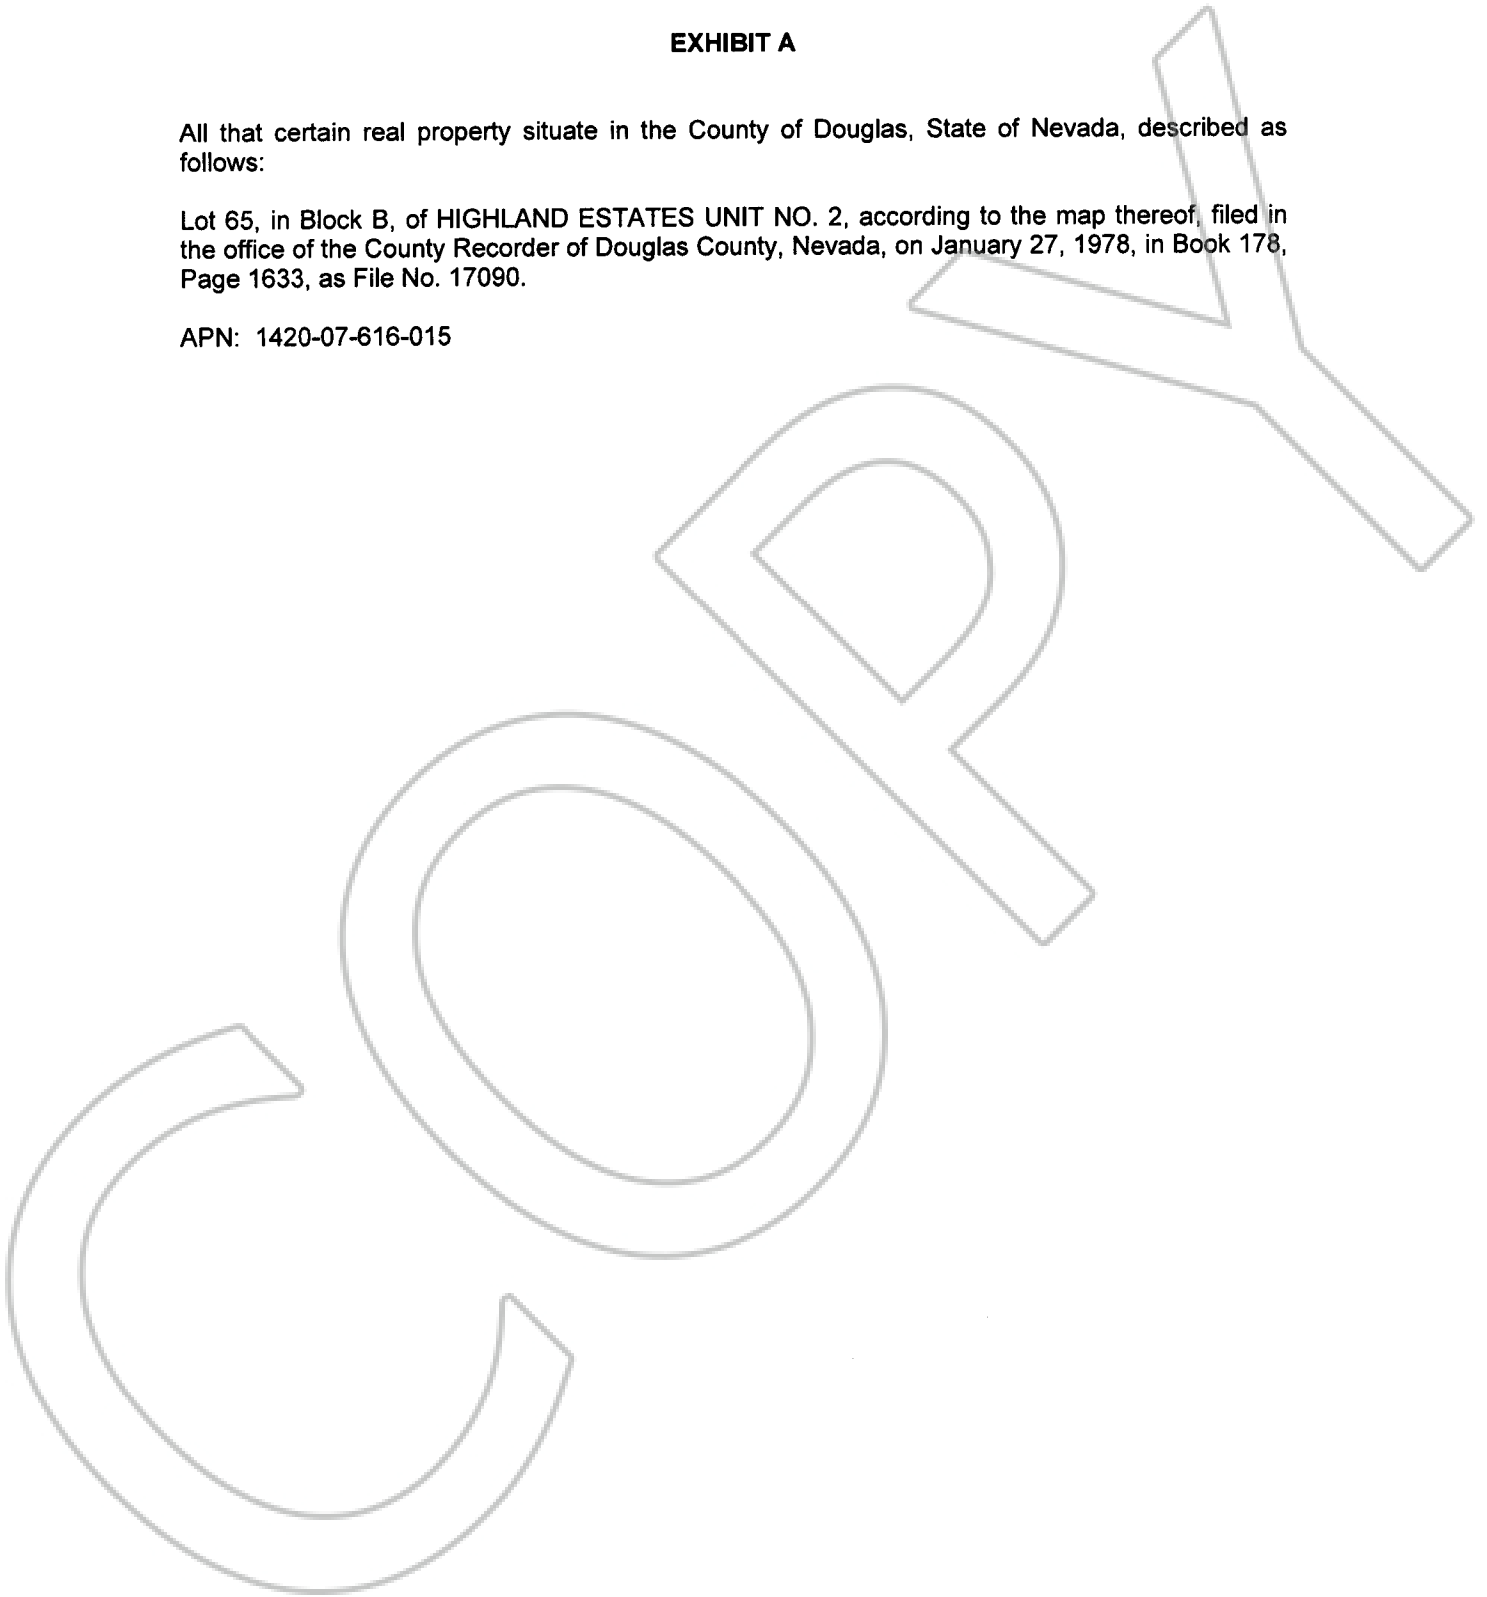 EXHIBIT A
All that certain real property situate in the County of Douglas, State of Nevada, described as
follows:
Lot 65, in Block B, of HIGHLAND ESTATES UNIT NO. 2, according to the map thereof, filed in
the office of the County Recorder of Douglas County, Nevada, on January 27, 1978, in Book 178,
Page 1633, as File No. 17090.
APN: 1420-07-616-015
COPY